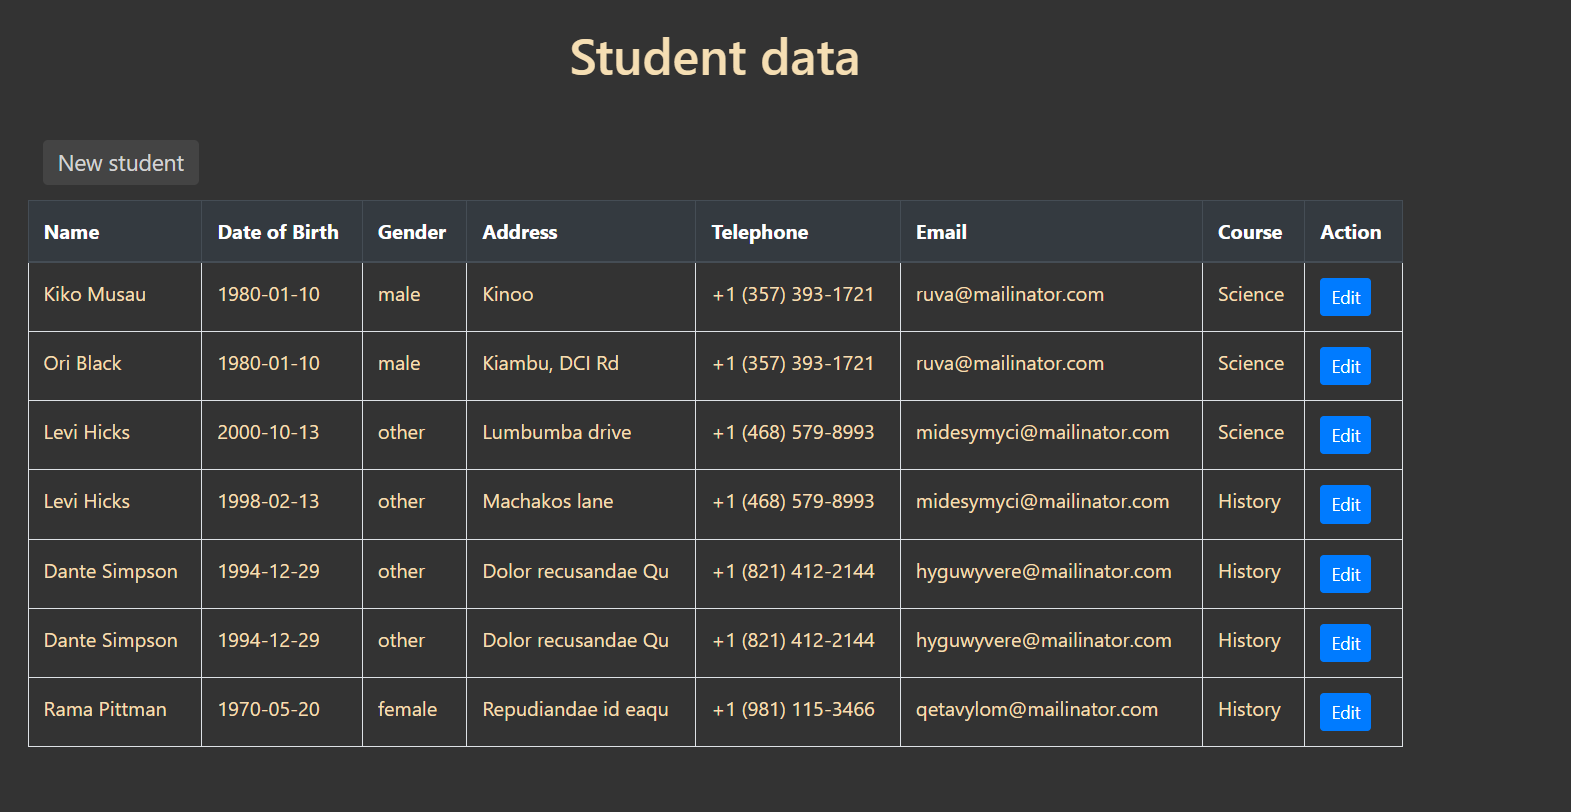 Student data
New student
Name Date of Birth Gender Address Telephone Email Course Action
Kiko Musau 1980-01-10 male Kinoo +1 (357) 393-1721 ruva@mailinator.com Science Edit
Ori Black 1980-01-10 male Kiambu, DCI Rd +1 (357) 393-1721 ruva@mailinator.com Science Edit
Levi Hicks 2000-10-13 other Lumbumba drive +1 (468) 579-8993 midesymyci@mailinator.com Science Edit
Levi Hicks 1998-02-13 other Machakos lane +1 (468) 579-8993 midesymyci@mailinator.com History Edit
Dante Simpson 1994-12-29 other Dolor recusandae Qu +1 (821) 412-2144 hyguwyvere@mailinator.com History Edit
Dante Simpson 1994-12-29 other Dolor recusandae Qu +1 (821) 412-2144 hyguwyvere@mailinator.com History Edit
Rama Pittman 1970-05-20 female Repudiandae id eaqu +1 (981) 115-3466 qetavylom@mailinator.com History Edit